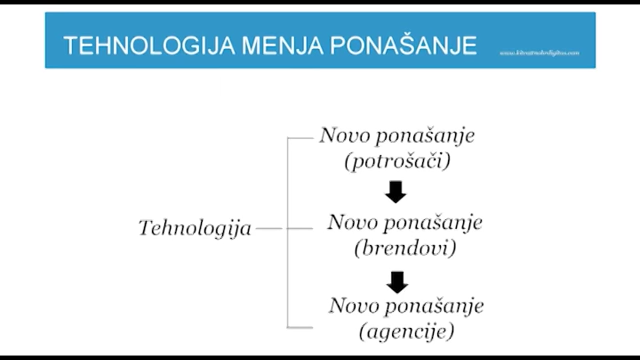 TEHNOLOGIJA MENJA PONAŠANJE
Novo ponašanje
(potrošači)
Tehnologija
Novo ponašanje
(brendovi)
Novo ponašanje
(agencije)